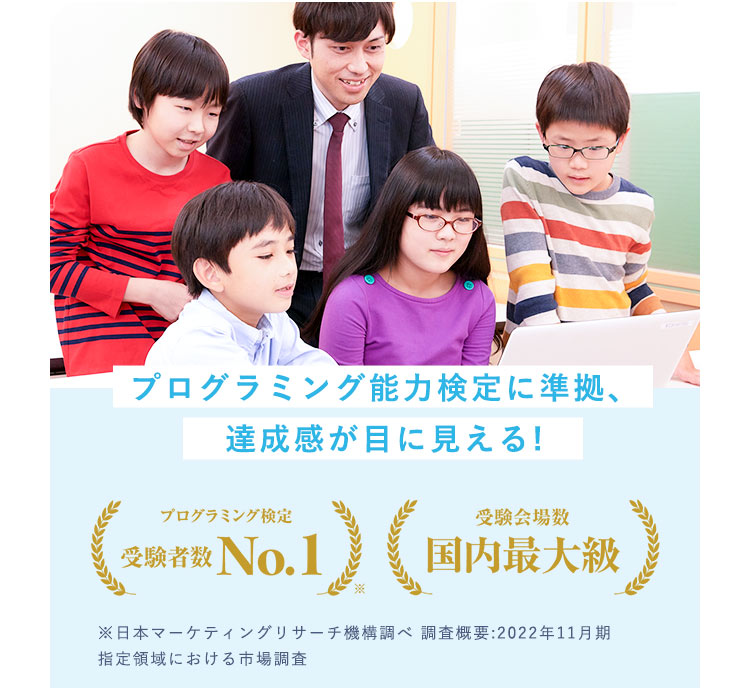 プログラミング能力検定に準拠、
達成感が目に見える!
プログラミング検定
受験者数 No.1
※
受験会場数
国内最大級
※日本マーケティングリサーチ機構調べ 調査概要:2022年11月期
指定領域における市場調査